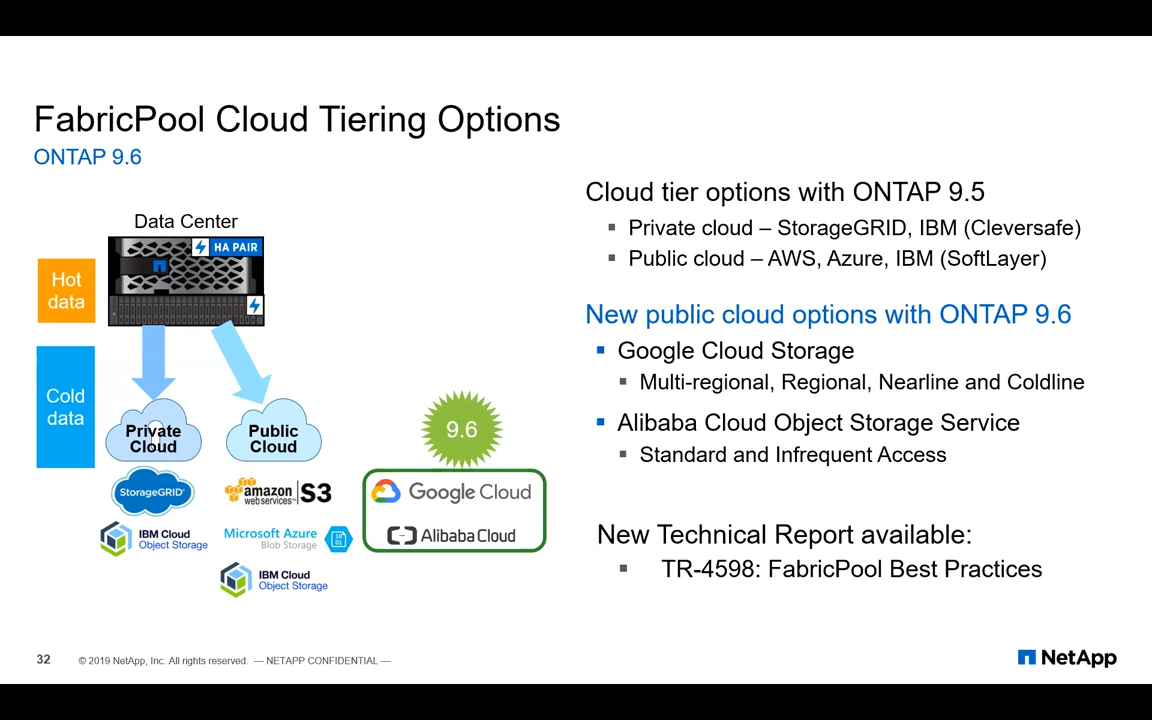 FabricPool Cloud Tiering Options
ONTAP 9.6
Data Center
HA PAIR
Hot
data
Cold
data
Private
Cloud
Public
Cloud
StorageGRID
IBM Cloud
Object Storage
amazon
webservices™
S3
Microsoft Azure
Blob Storage
10
01
IBM Cloud
Object Storage
9.6
Google Cloud
Alibaba Cloud
Cloud tier options with ONTAP 9.5
▪ Private cloud – StorageGRID, IBM (Cleversafe)
▪ Public cloud – AWS, Azure, IBM (SoftLayer)
New public cloud options with ONTAP 9.6
▪ Google Cloud Storage
▪ Multi-regional, Regional, Nearline and Coldline
▪ Alibaba Cloud Object Storage Service
▪ Standard and Infrequent Access
New Technical Report available:
▪ TR-4598: FabricPool Best Practices
32
© 2019 NetApp, Inc. All rights reserved. — NETAPP CONFIDENTIAL —
NetApp